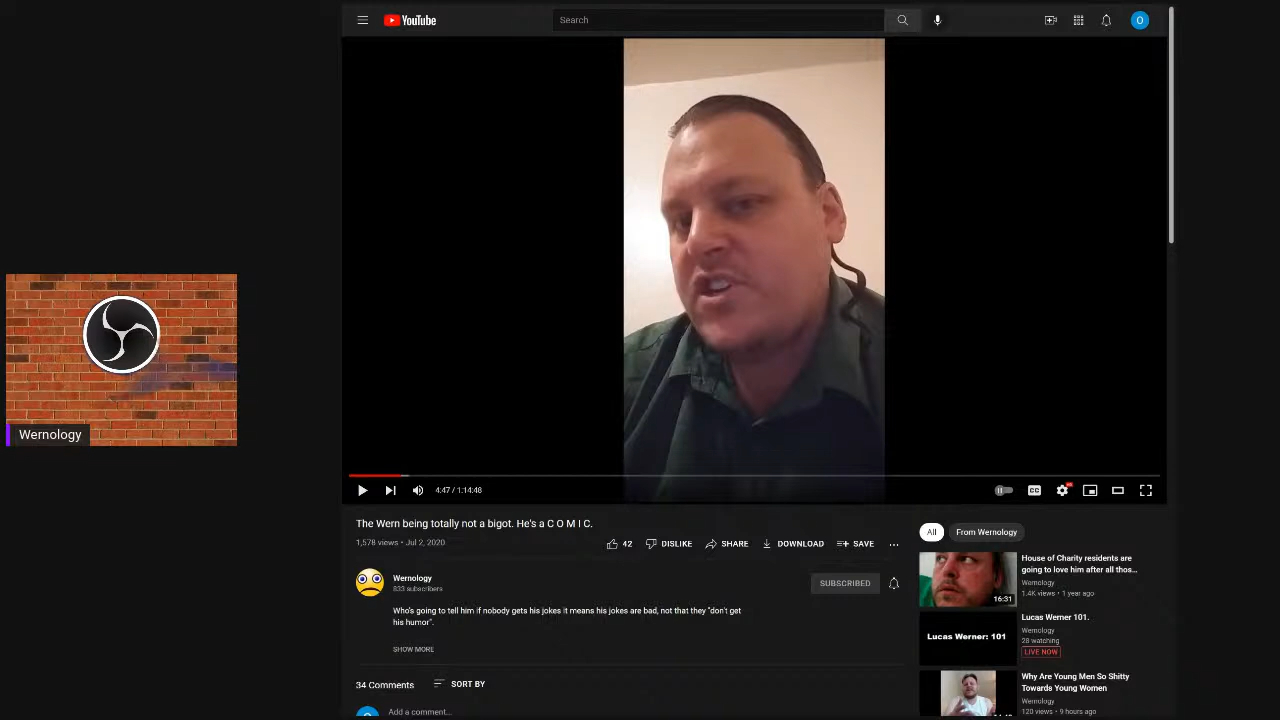 YouTube
Search
O
Wernology
4:47 / 1:14:48
CC
The Wern being totally not a bigot. He's a C O M I C.
1,578 views • Jul 2, 2020
42
DISLIKE
SHARE
DOWNLOAD
SAVE
Wernology
833 subscribers
SUBSCRIBED
Who's going to tell him if nobody gets his jokes it means his jokes are bad, not that they "don't get
his humor".
SHOW MORE
34 Comments
SORT BY
Add a comment...
All
From Wernology
16:31
House of Charity residents are
going to love him after all thos...
Wernology
1.4K views • 1 year ago
Lucas Werner: 101
Lucas Werner 101.
Wernology
28 watching
LIVE NOW
Why Are Young Men So Shitty
Towards Young Women
Wernology
120 views • 9 hours ago